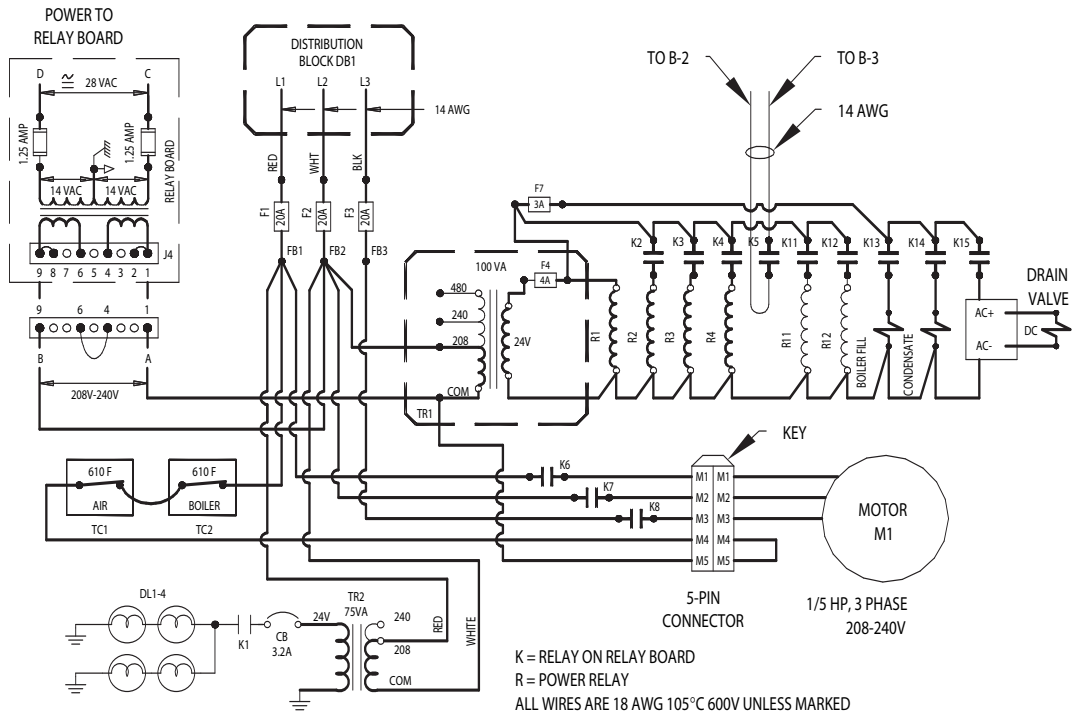 POWER TO
RELAY BOARD
D
C
28 VAC
1.25 AMP
1.25 AMP
RELAY BOARD
14 VAC
14 VAC
J4
9 8 7 6 5 4 3 2 1
9 6 4 1
B
A
208V-240V
DISTRIBUTION
BLOCK DB1
L1 L2 L3
14 AWG
RED
WHT
BLK
F1
20A
F2
20A
F3
20A
FB1
FB2
FB3
TO B-2
TO B-3
14 AWG
F7
3A
K2
K3
K4
K5
K11
K12
K13
K14
K15
100 VA
F4
4A
480
240
208
COM
24V
TR1
R1
R2
R3
R4
R11
R12
BOILER FILL
CONDENSATE
DRAIN
VALVE
AC+
AC-
DC
610 F
AIR
TC1
610 F
BOILER
TC2
K6
K7
K8
KEY
M1 M1
M2 M2
M3 M3
M4 M4
M5 M5
5-PIN
CONNECTOR
MOTOR
M1
1/5 HP, 3 PHASE
208-240V
DL1-4
K1
CB
3.2A
24V
TR2
75VA
240
208
COM
RED
WHITE
K = RELAY ON RELAY BOARD
R = POWER RELAY
ALL WIRES ARE 18 AWG 105°C 600V UNLESS MARKED